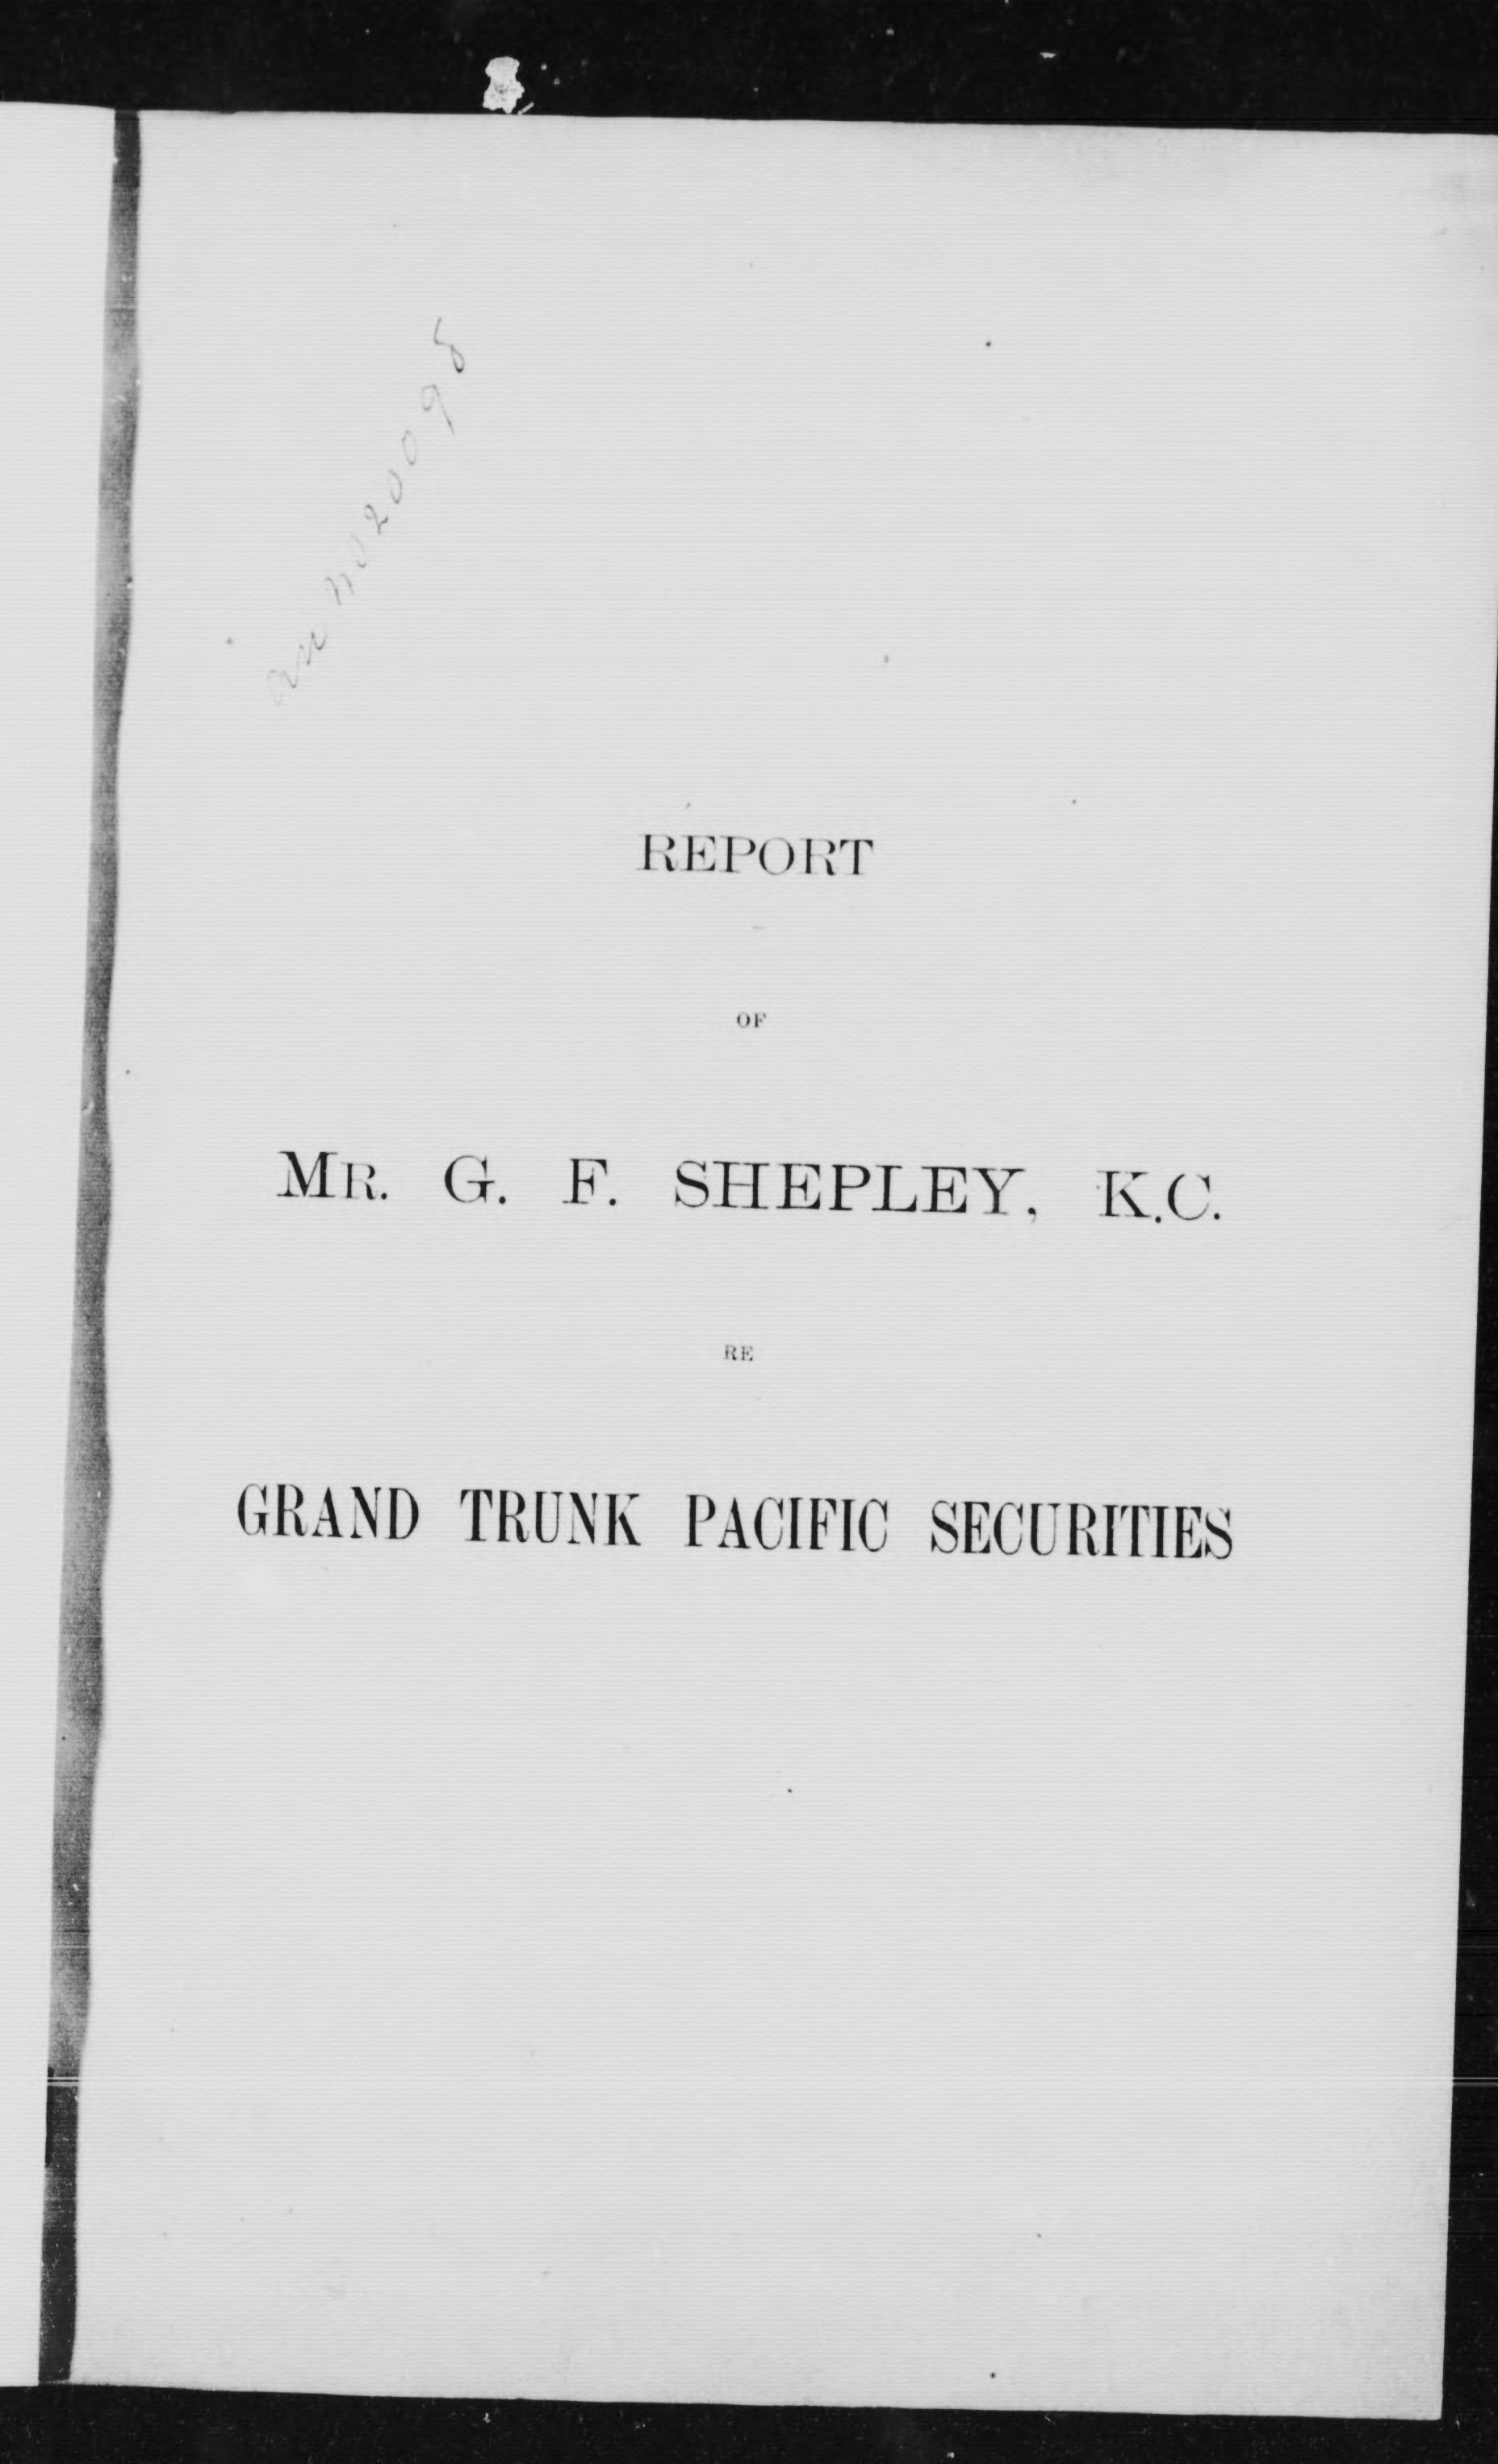 REPORT
OF
MR. G. F. SHEPLEY, K.C.
RE
GRAND TRUNK PACIFIC SECURITIES